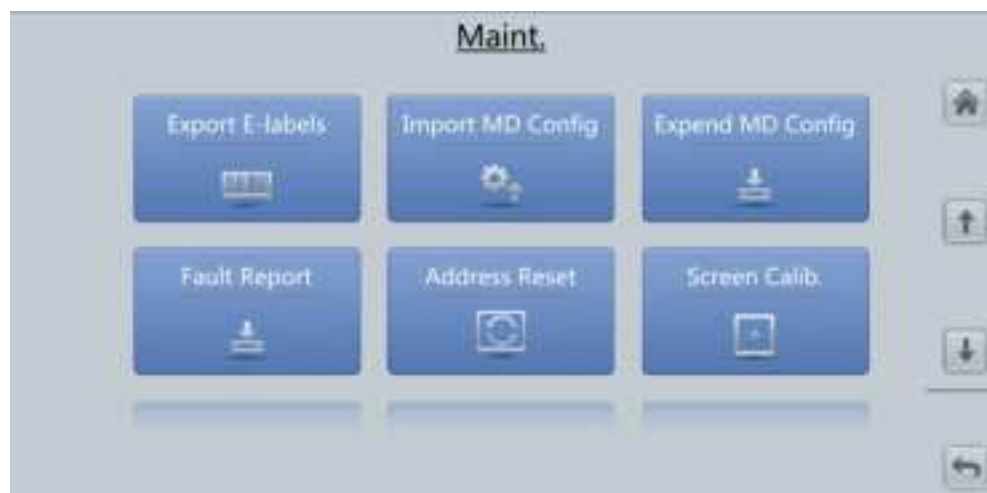 Maint.
Export E-labels
Import MD Config
Expend MD Config
Fault Report
Address Reset
Screen Calib.